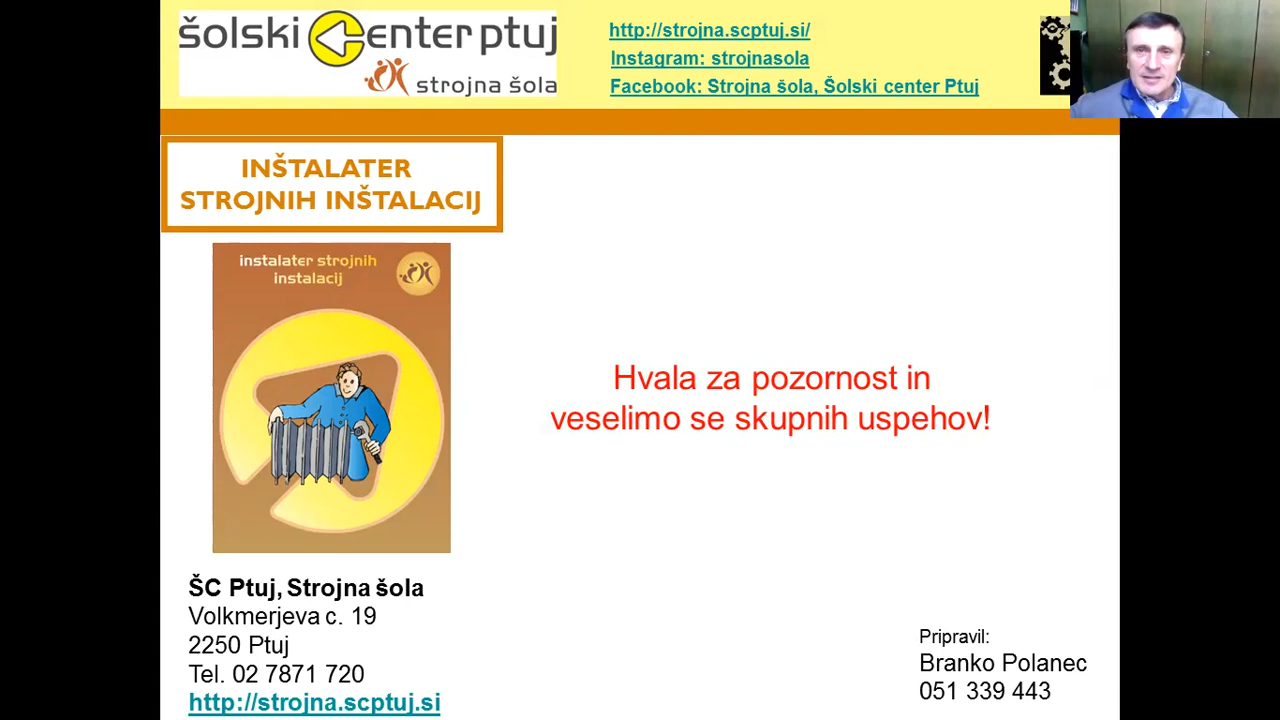 šolski center ptuj
strojna šola
http://strojna.scptuj.si/
Instagram: strojnasola
Facebook: Strojna šola, Šolski center Ptuj
INŠTALATER
STROJNIH INŠTALACIJ
instalater strojnih
instalacij
Hvala za pozornost in
veselimo se skupnih uspehov!
ŠC Ptuj, Strojna šola
Volkmerjeva c. 19
2250 Ptuj
Tel. 02 7871 720
http://strojna.scptuj.si
Pripravil:
Branko Polanec
051 339 443